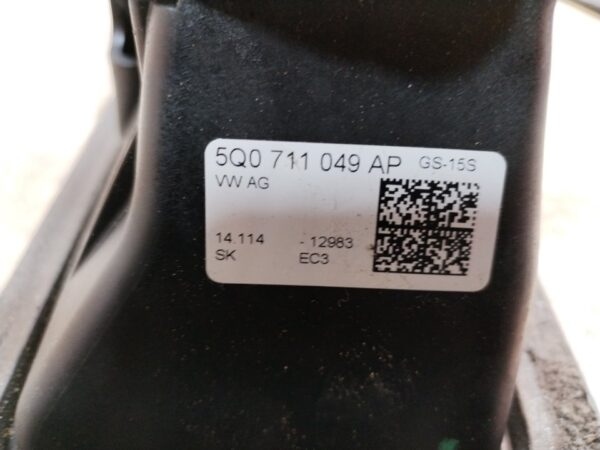 5Q0 711 049 AP GS-15S
VW AG
14.114 - 12983
SK EC3